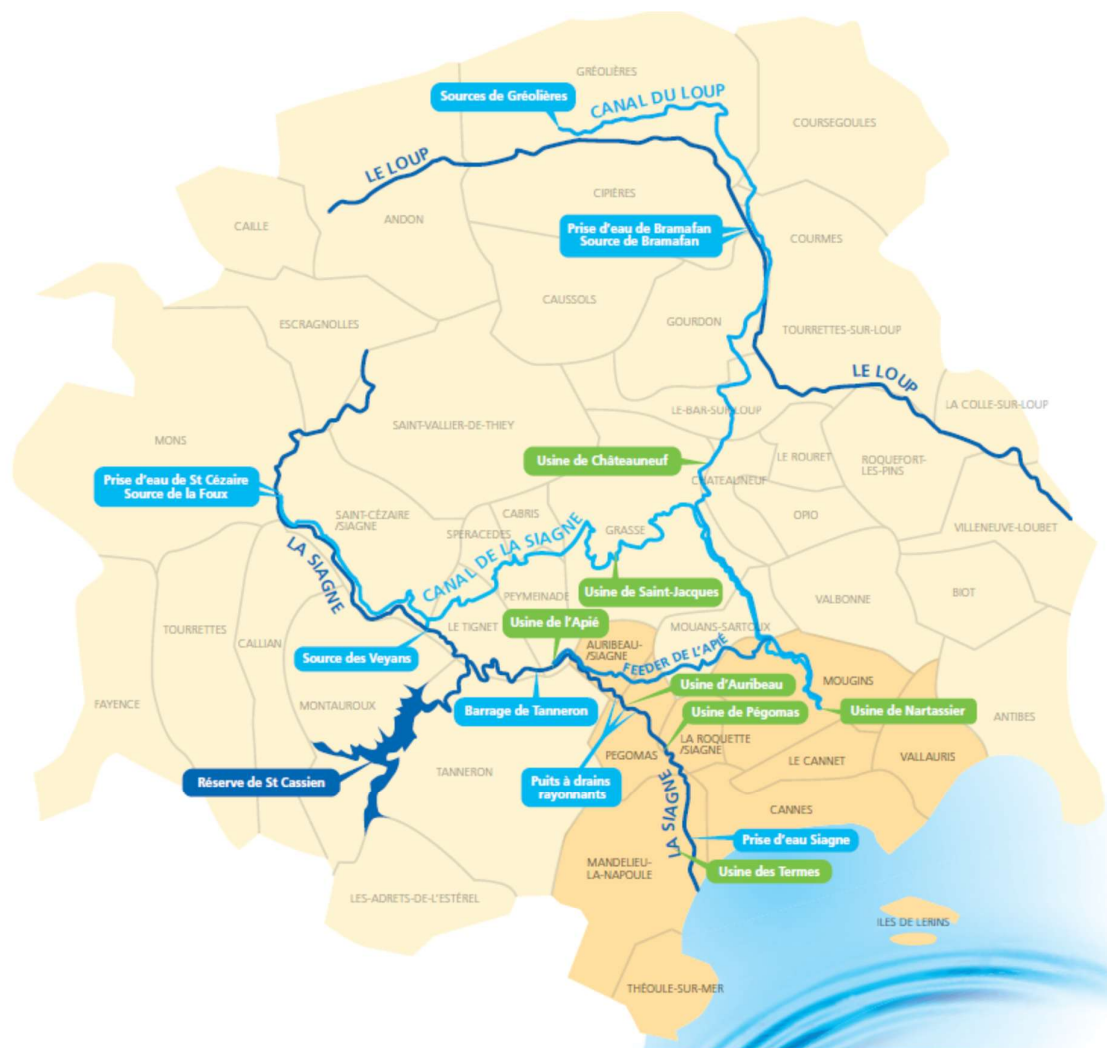 GRÉOLIÈRES
Sources de Gréolières
CANAL DU LOUP
COURSEGOULES
LE LOUP
CIPIÈRES
CAILLE
ANDON
Prise d'eau de Bramafan
Source de Bramafan
COURMES
CAUSSOLS
ESCRAGNOLLES
GOURDON
TOURRETTES-SUR-LOUP
LE LOUP
LA COLLE-SUR-LOUP
LE-BAR-SUR-LOUP
SAINT-VALLIER-DE-THIEY
MONS
Usine de Châteauneuf
LE ROURET
ROQUEFORT-
LES-PINS
CHATEAUNEUF
Prise d'eau de St Cézaire
Source de la Foux
SAINT-CÉZAIRE
/SIAGNE
CABRIS
SPERACEDES
GRASSE
OPIO
VILLENEUVE-LOUBET
LA SIAGNE
CANAL DE LA SIAGNE
PEYMEINADE
Usine de Saint-Jacques
VALBONNE
BIOT
TOURRETTES
CALLIAN
LE TIGNET
Usine de l'Apié
MOUANS-SARTOUX
Source des Veyans
AURIBEAU-
/SIAGNE
FEEDER DE L'APIÉ
MOUGINS
FAYENCE
MONTAUROUX
Barrage de Tanneron
Usine d'Auribeau
Usine de Pégomas
Usine de Nartassier
ANTIBES
LA ROQUETTE
/SIAGNE
PEGOMAS
LE CANNET
VALLAURIS
TANNERON
Réserve de St Cassien
Puits à drains
rayonnants
CANNES
LA SIAGNE
Prise d'eau Siagne
MANDELIEU-
LA-NAPOULE
Usine des Termes
LES-ADRETS-DE-L'ESTÉREL
ILES DE LERINS
THÉOULE-SUR-MER